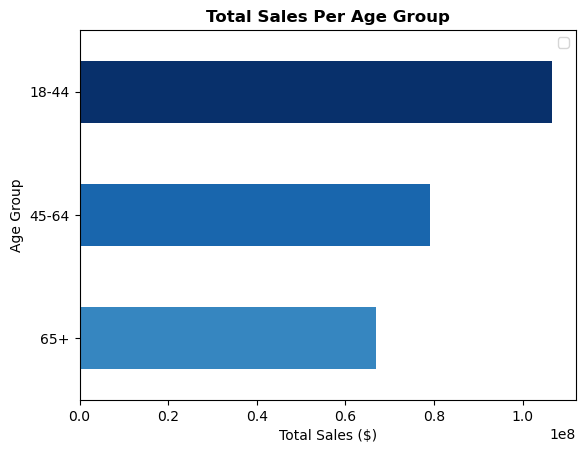 Total Sales Per Age Group
18-44
45-64
65+
Age Group
0.0 0.2 0.4 0.6 0.8 1.0
1e8
Total Sales ($)